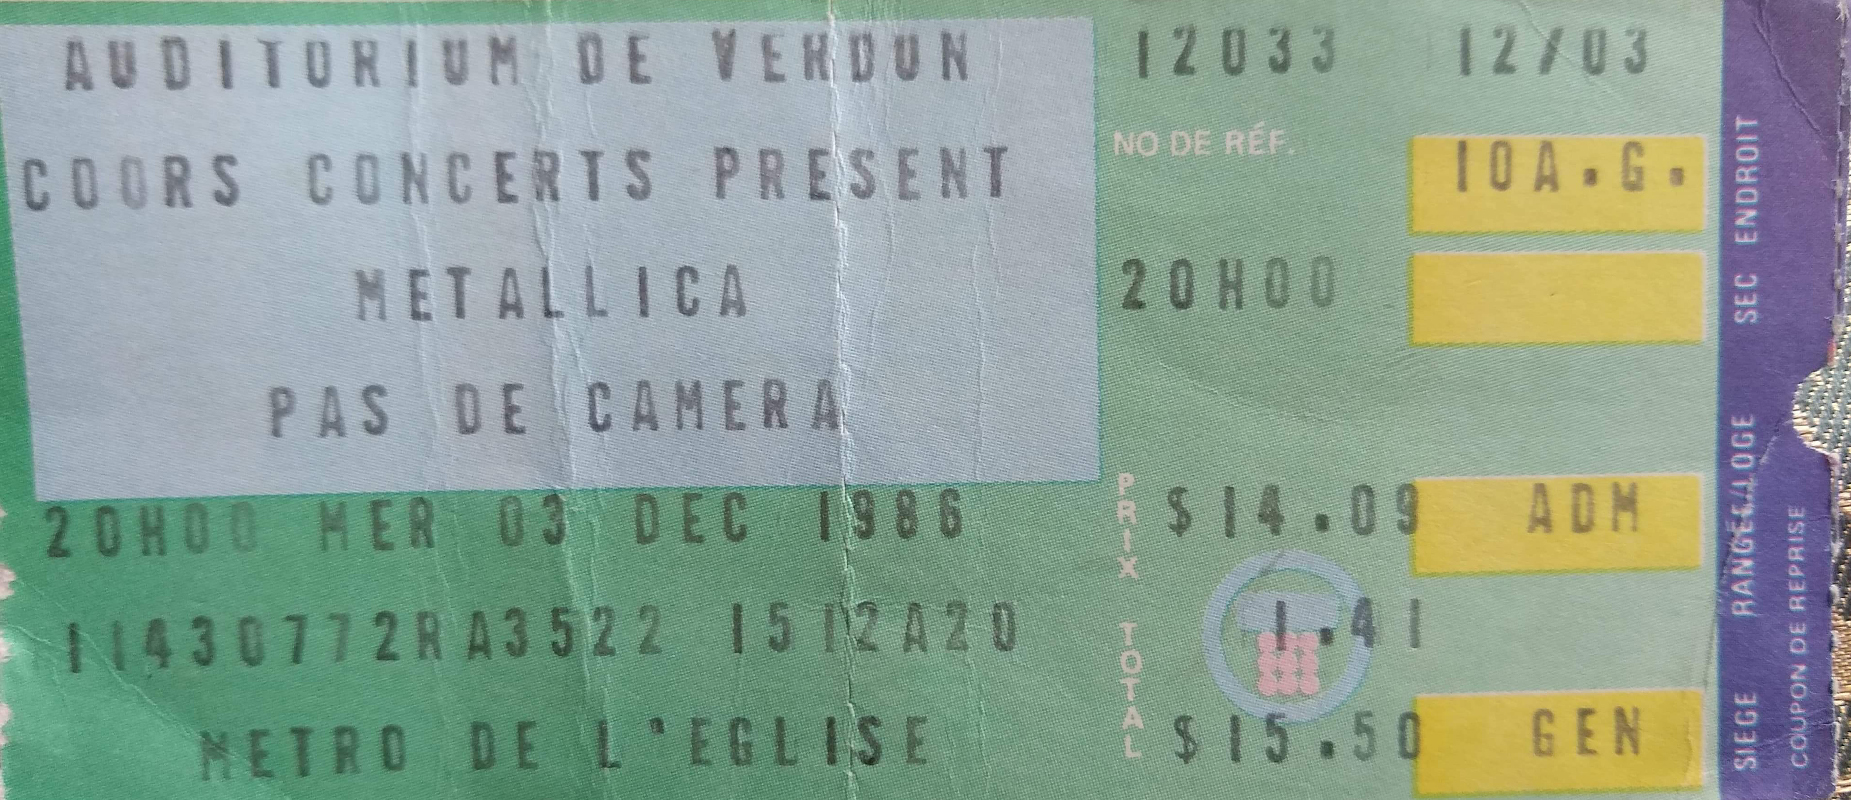 AUDITORIUM DE VERDUN
COORS CONCERTS PRESENT
METALLICA
PAS DE CAMERA
20H00 MER 03 DEC 1986
11430772RA3522 1512A20
METRO DE L'EGLISE
12033 12/03
NO DE RÉF.
10A.G.
20H00
PRIX $14.09 ADM
1.41
TOTAL $15.50 GEN
SIEGE RANGÉE/LOGE SEC ENDROIT
COUPON DE REPRISE